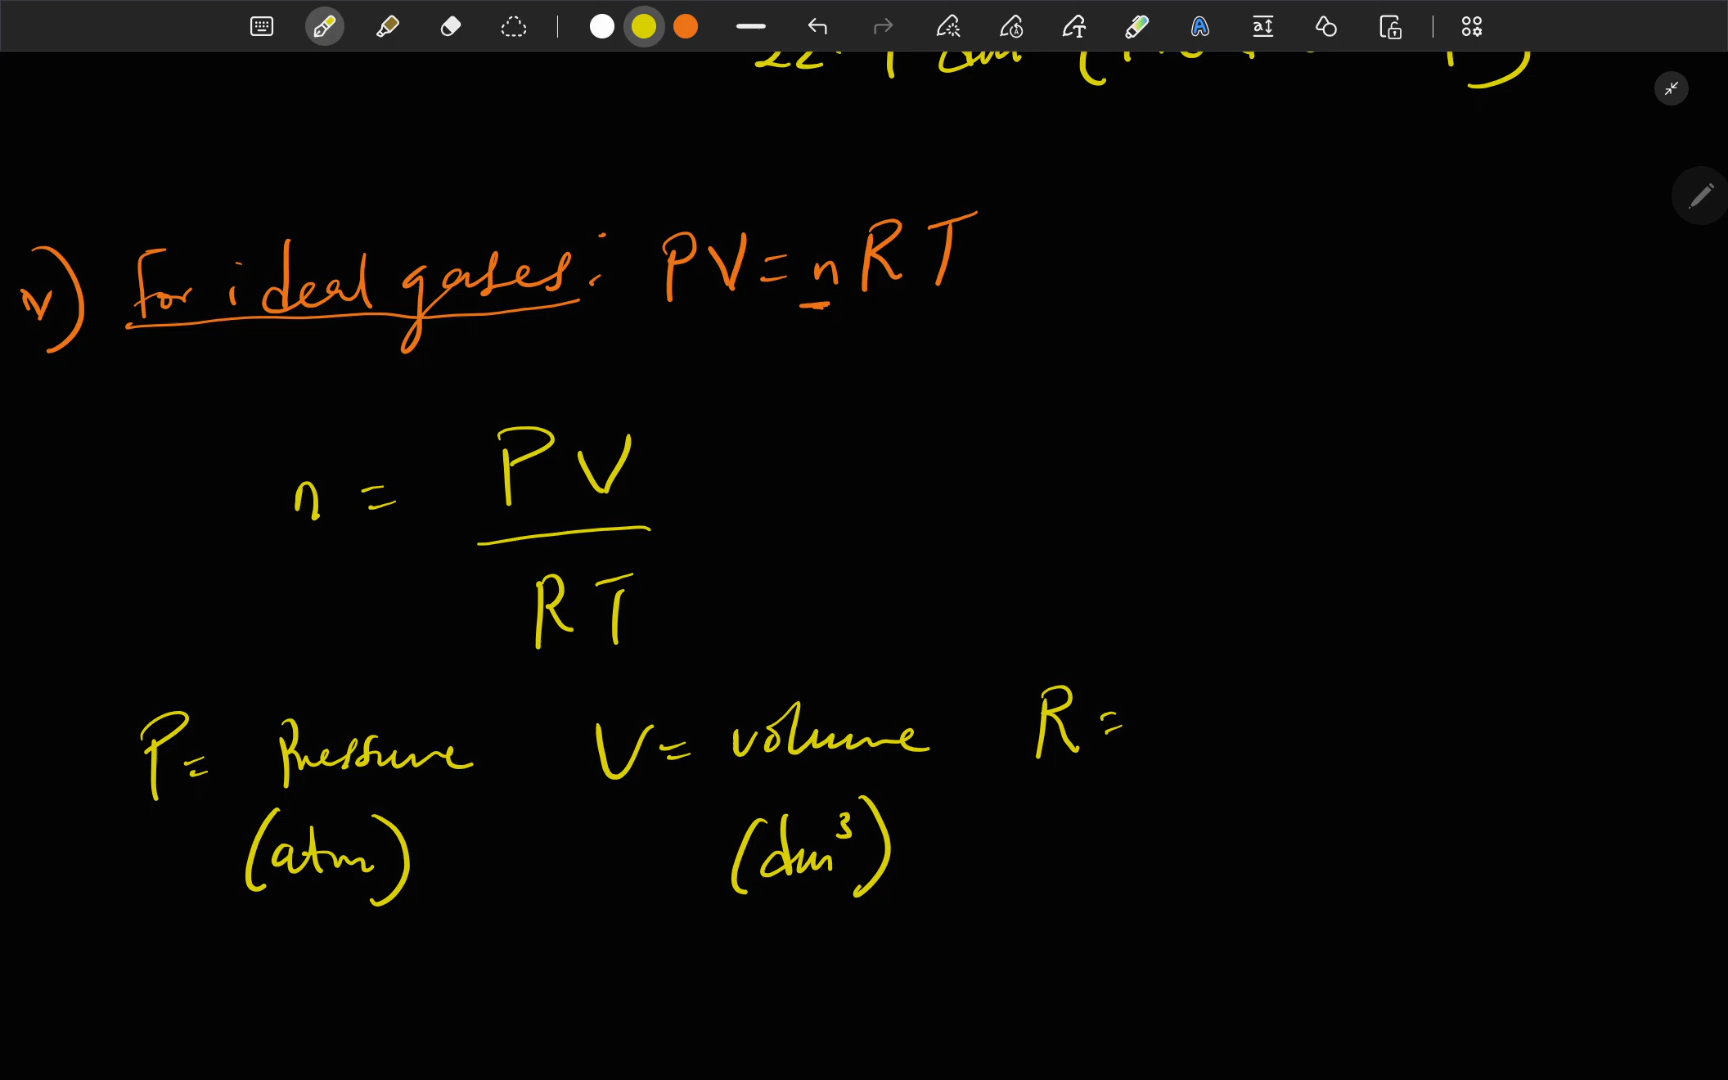 v) For ideal gases: PV = nRT
n = PV
RT
P = Pressure V = volume R =
(atm) (dm³)